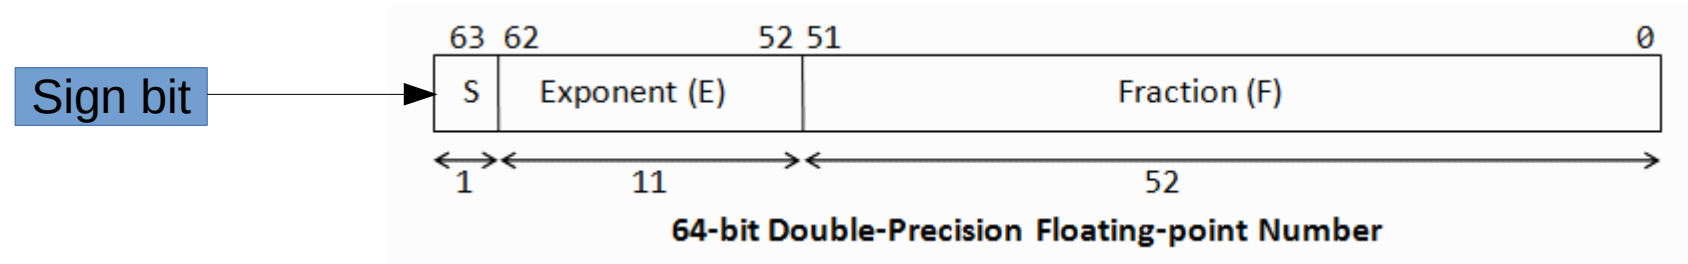 63 62 52 51 0
Sign bit S Exponent (E) Fraction (F)
1 11 52
64-bit Double-Precision Floating-point Number